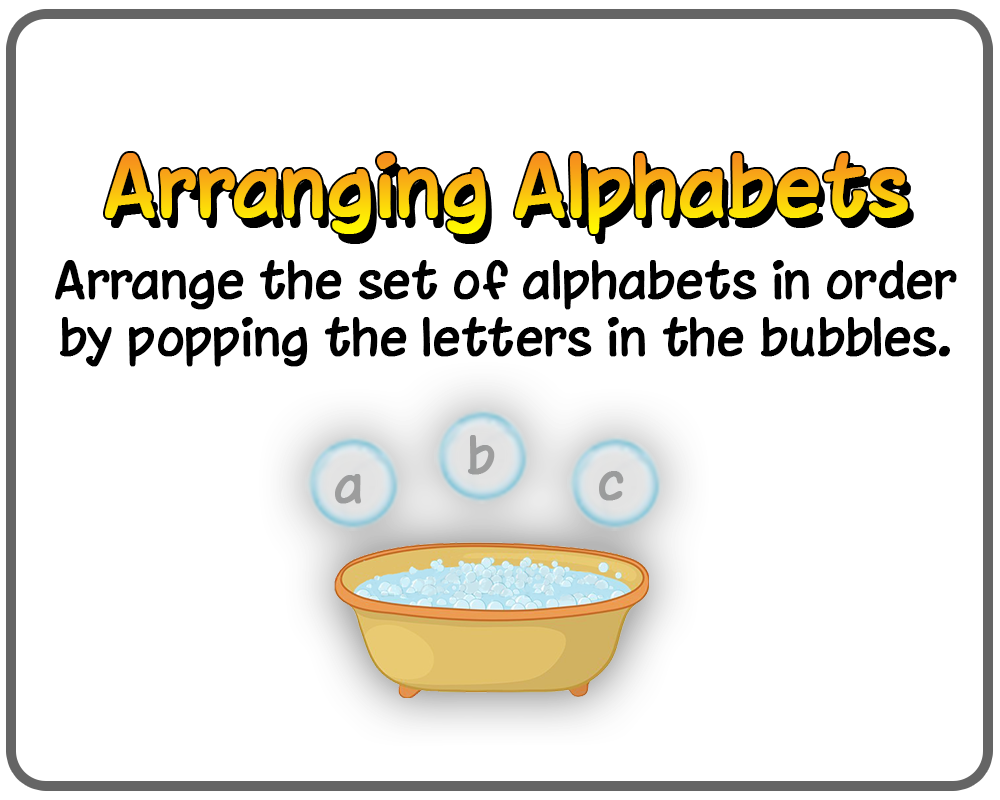 Arranging Alphabets
Arrange the set of alphabets in order
by popping the letters in the bubbles.
a b c